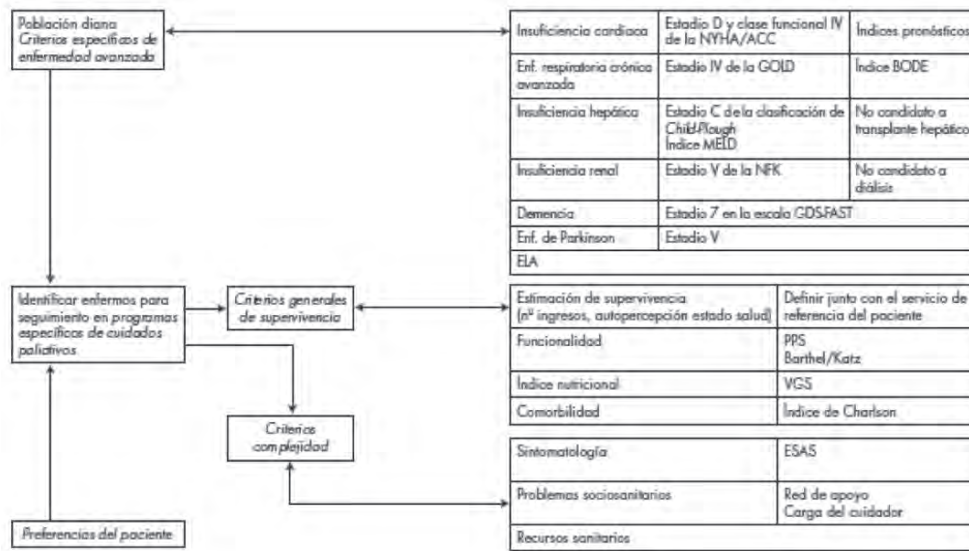 Población diana
Criterios específicos de
enfermedad avanzada
Insuficiencia cardiaca
Estadio D y clase funcional IV
de la NYHA/ACC
Índices pronósticos
Enf. respiratoria crónica
avanzada
Estadio IV de la GOLD
Índice BODE
Insuficiencia hepática
Estadio C de la clasificación de
Child-Plough
Índice MELD
No candidato a
transplante hepático
Insuficiencia renal
Estadio V de la NFK
No candidato a
diálisis
Demencia
Estadio 7 en la escala GDS-FAST
Enf. de Parkinson
Estadio V
ELA
Identificar enfermos para
seguimiento en programas
específicos de cuidados
paliativos
Criterios generales
de supervivencia
Estimación de supervivencia
(nº ingresos, autopercepción estado salud)
Definir junto con el servicio de
referencia del paciente
Funcionalidad
PPS
Barthel/Katz
Índice nutricional
VGS
Comorbilidad
Índice de Charlson
Criterios
complejidad
Sintomatología
ESAS
Problemas sociosanitarios
Red de apoyo
Carga del cuidador
Recursos sanitarios
Preferencias del paciente